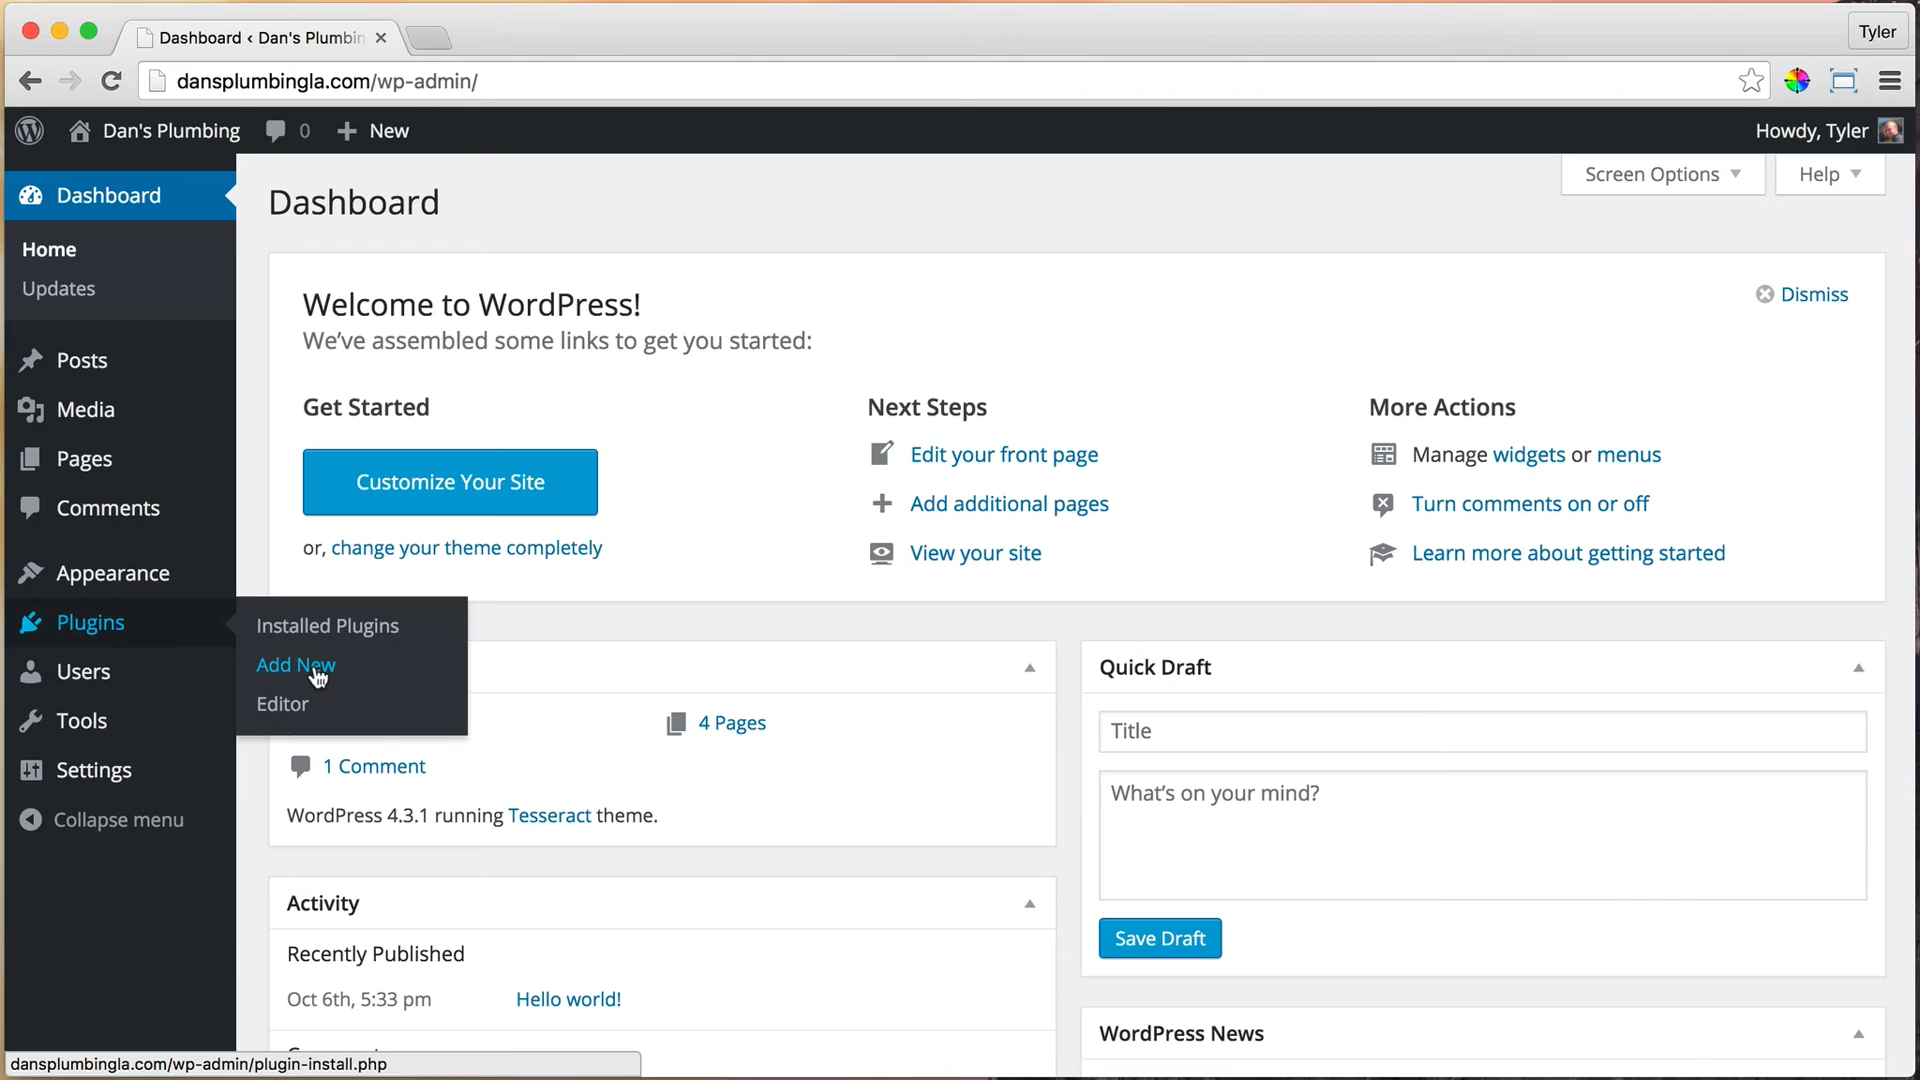 Dashboard ‹ Dan's Plumbin
Tyler
dansplumbingla.com/wp-admin/
Dan's Plumbing 0 New
Howdy, Tyler
Dashboard
Home
Updates
Posts
Media
Pages
Comments
Appearance
Plugins
Users
Tools
Settings
Collapse menu
Installed Plugins
Add New
Editor
Screen Options
Help
Dashboard
Welcome to WordPress!
We've assembled some links to get you started:
Dismiss
Get Started
Customize Your Site
or, change your theme completely
Next Steps
Edit your front page
Add additional pages
View your site
More Actions
Manage widgets or menus
Turn comments on or off
Learn more about getting started
4 Pages
1 Comment
WordPress 4.3.1 running Tesseract theme.
Activity
Recently Published
Oct 6th, 5:33 pm Hello world!
Quick Draft
Title
What's on your mind?
Save Draft
WordPress News
dansplumbingla.com/wp-admin/plugin-install.php